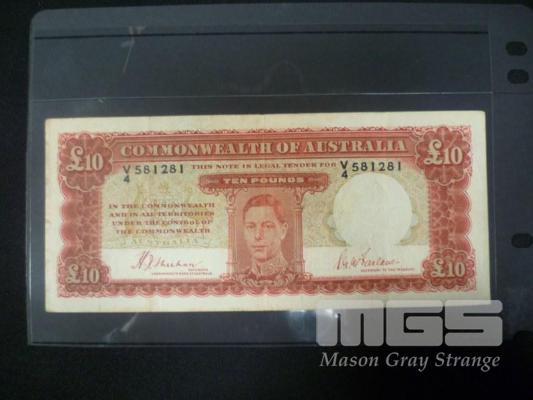 COMMONWEALTH OF AUSTRALIA
£10
£10
V/4 581281
THIS NOTE IS LEGAL TENDER FOR
V/4 581281
TEN POUNDS
IN THE COMMONWEALTH
AND IN ALL TERRITORIES
UNDER THE CONTROL OF
THE COMMONWEALTH
AUSTRALIA
£10
£10
MGS
Mason Gray Strange